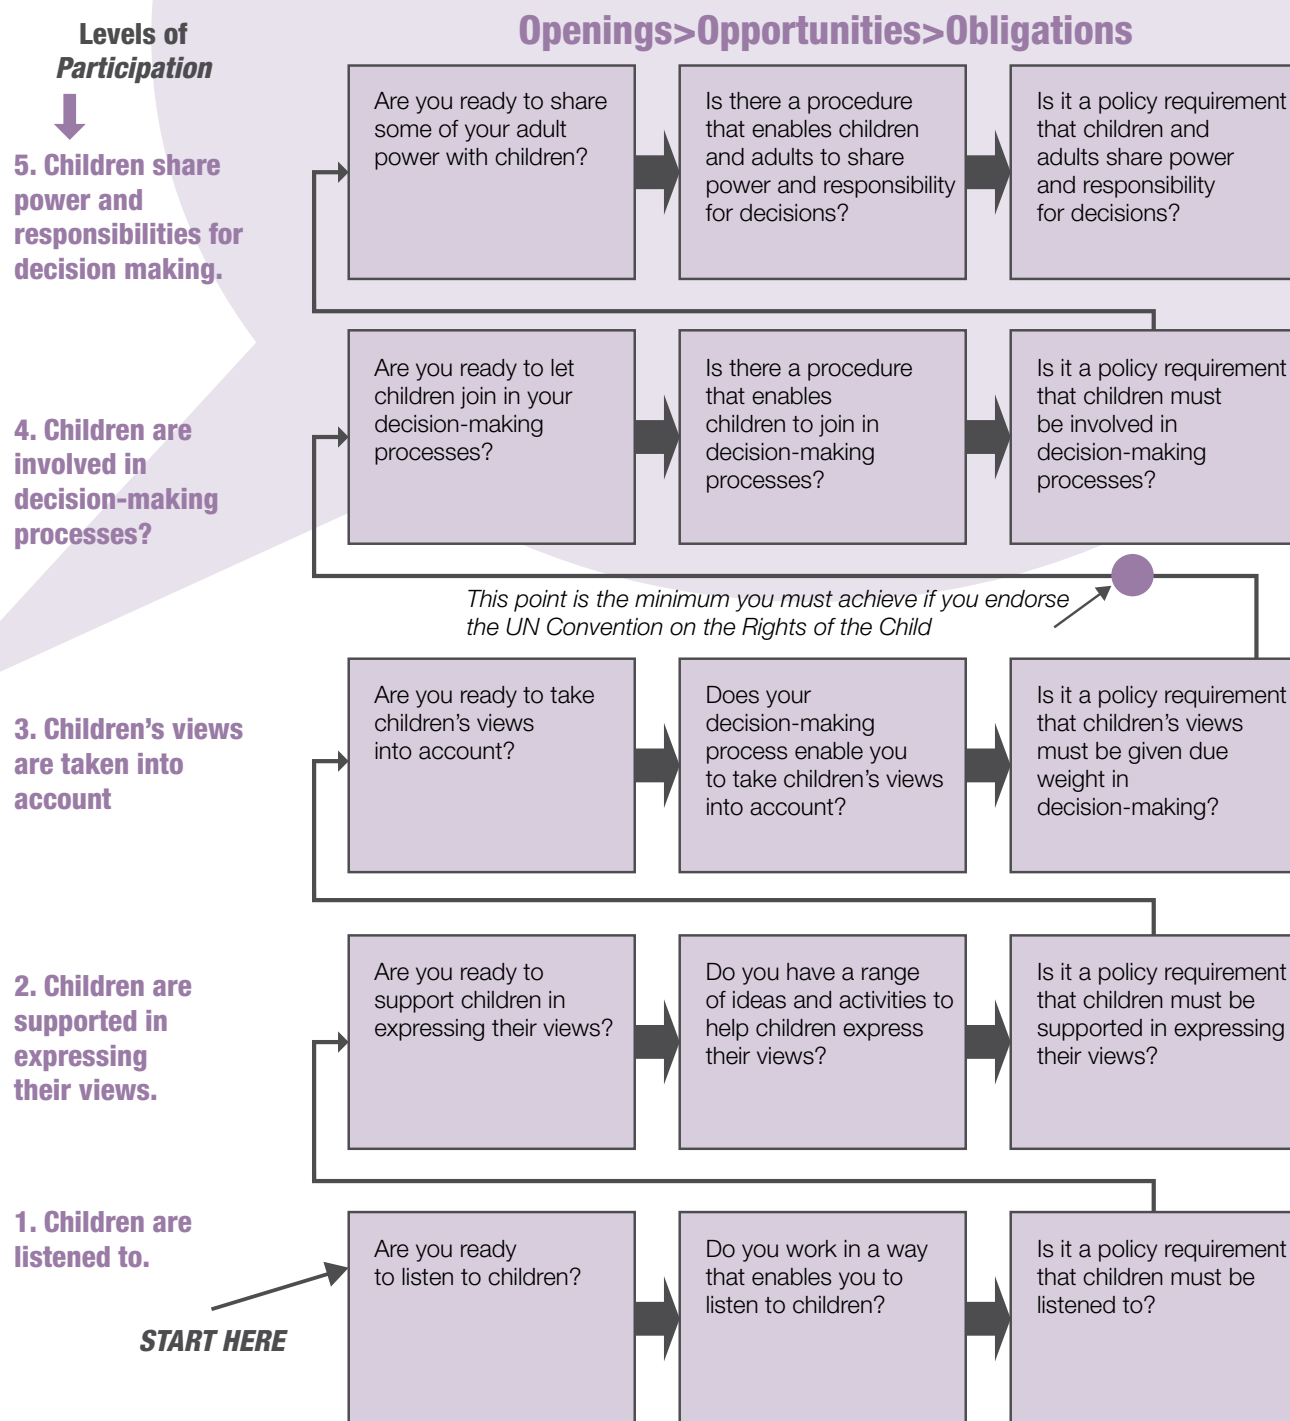 Levels of
Participation
Openings>Opportunities>Obligations
5. Children share
power and
responsibilities for
decision making.
Are you ready to share
some of your adult
power with children?
Is there a procedure
that enables children
and adults to share
power and responsibility
for decisions?
Is it a policy requirement
that children and
adults share power
and responsibility
for decisions?
4. Children are
involved in
decision-making
processes?
Are you ready to let
children join in your
decision-making
processes?
Is there a procedure
that enables
children to join in
decision-making
processes?
Is it a policy requirement
that children must
be involved in
decision-making
processes?
This point is the minimum you must achieve if you endorse
the UN Convention on the Rights of the Child
3. Children’s views
are taken into
account
Are you ready to take
children’s views
into account?
Does your
decision-making
process enable you
to take children’s views
into account?
Is it a policy requirement
that children’s views
must be given due
weight in
decision-making?
2. Children are
supported in
expressing
their views.
Are you ready to
support children in
expressing their views?
Do you have a range
of ideas and activities to
help children express
their views?
Is it a policy requirement
that children must be
supported in expressing
their views?
1. Children are
listened to.
START HERE
Are you ready
to listen to children?
Do you work in a way
that enables you to
listen to children?
Is it a policy requirement
that children must be
listened to?